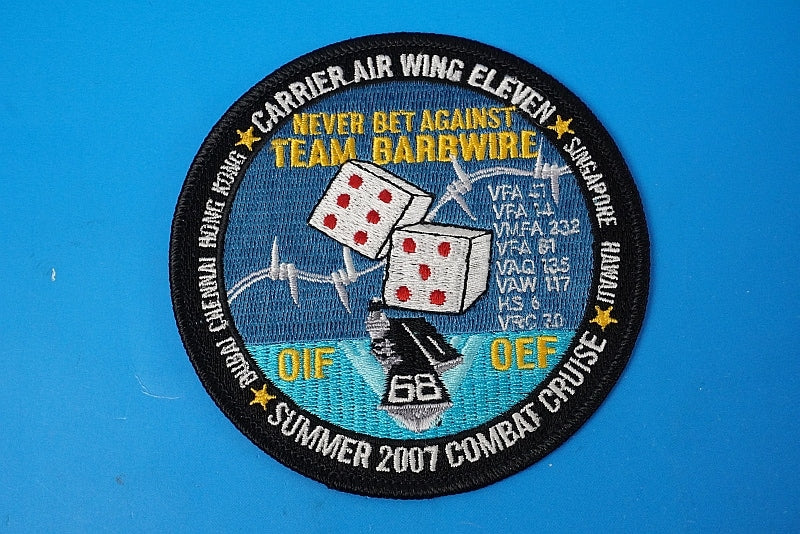 CARRIER AIR WING ELEVEN
NEVER BET AGAINST
TEAM BARBWIRE
DUBAI CHENNAI HONG KONG
SINGAPORE HAWAII
VFA 41
VFA 14
VMFA 232
VFA 81
VAQ 135
VAW 117
HS 6
VRC 30
OIF
OEF
68
SUMMER 2007 COMBAT CRUISE